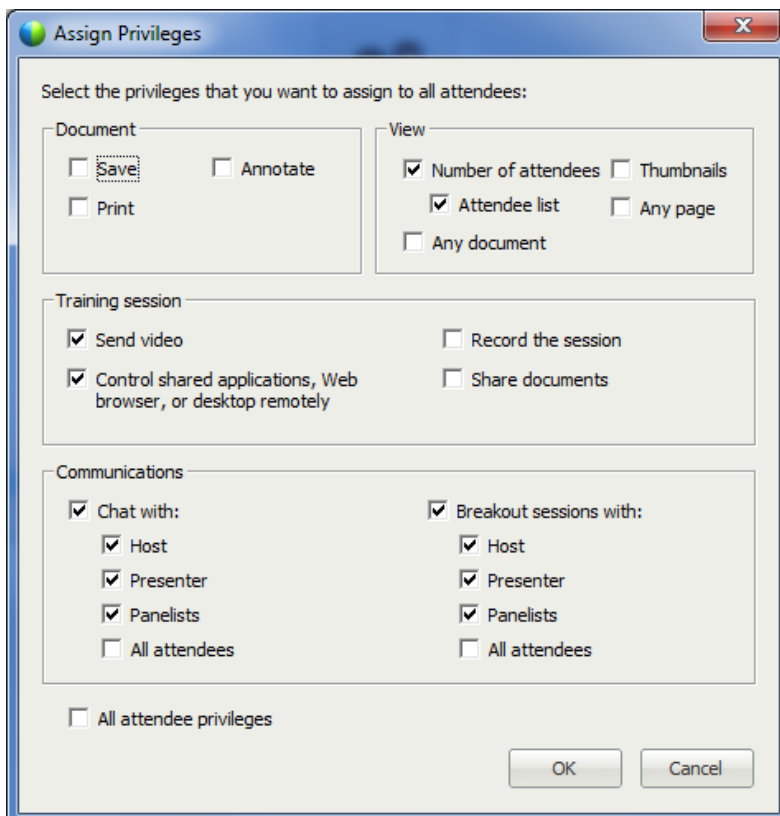 Assign Privileges
Select the privileges that you want to assign to all attendees:
Document
Save
Annotate
Print
View
Number of attendees
Thumbnails
Attendee list
Any page
Any document
Training session
Send video
Record the session
Control shared applications, Web
browser, or desktop remotely
Share documents
Communications
Chat with:
Host
Presenter
Panelists
All attendees
Breakout sessions with:
Host
Presenter
Panelists
All attendees
All attendee privileges
OK
Cancel